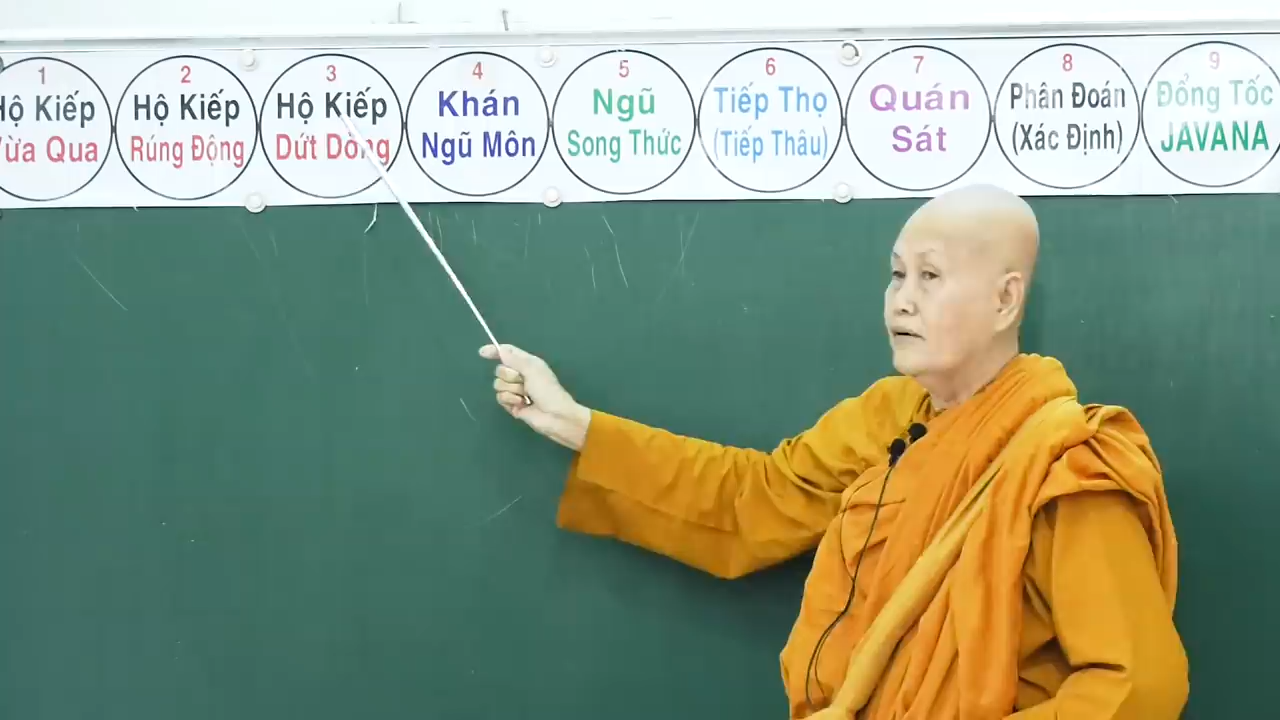 1
Hộ Kiếp
Vừa Qua
2
Hộ Kiếp
Rúng Động
3
Hộ Kiếp
Dứt Dòng
4
Khán
Ngũ Môn
5
Ngũ
Song Thức
6
Tiếp Thọ
(Tiếp Thâu)
7
Quán
Sát
8
Phân Đoán
(Xác Định)
9
Đổng Tốc
JAVANA